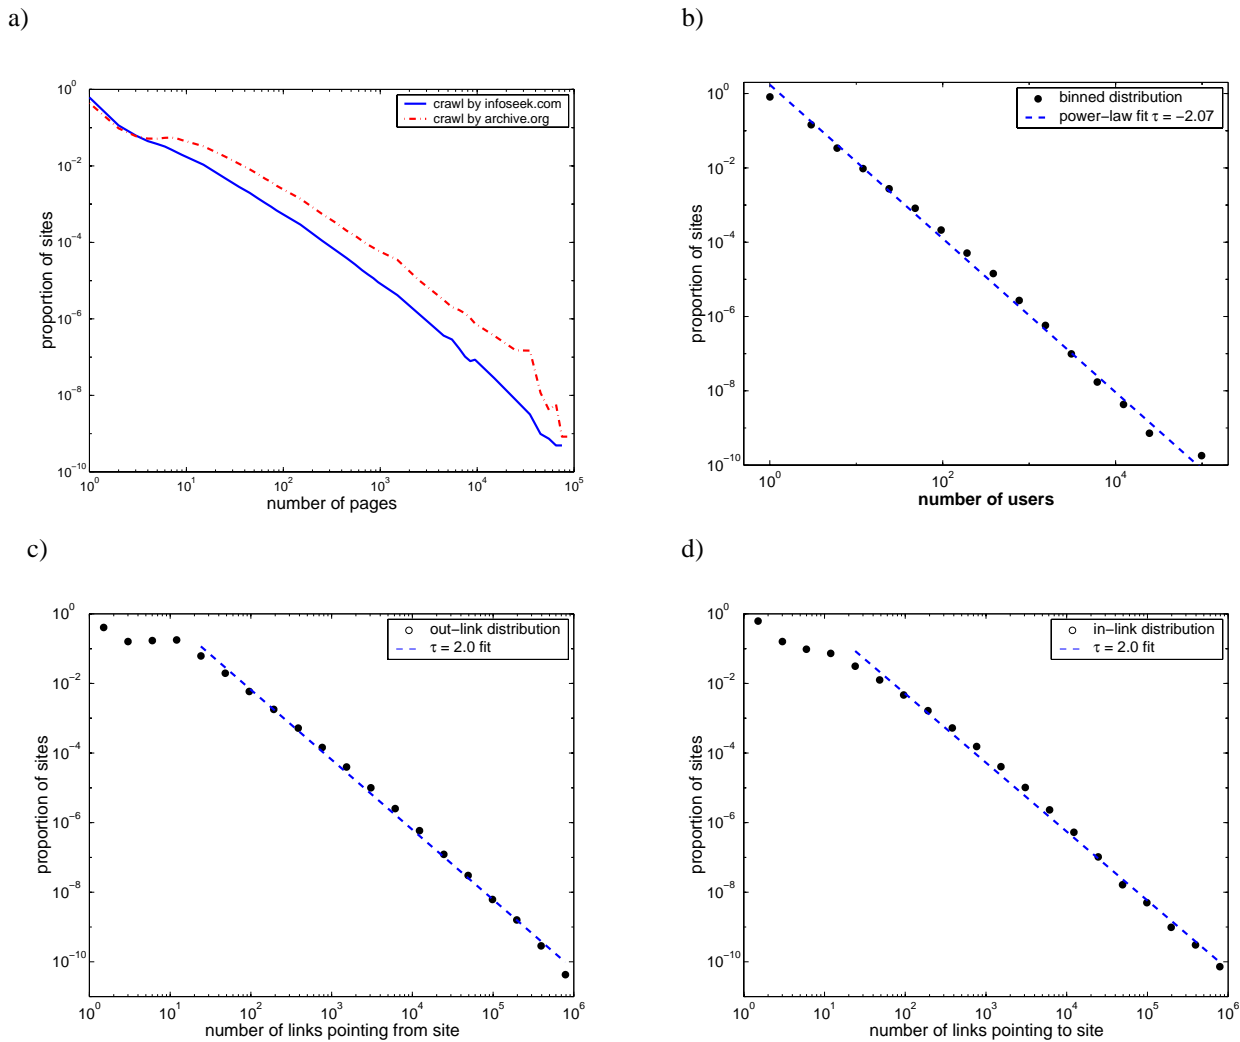 a)
10^0
10^-2
10^-4
10^-6
10^-8
10^-10
proportion of sites
crawl by infoseek.com
crawl by archive.org
10^0 10^1 10^2 10^3 10^4 10^5
number of pages
b)
10^0
10^-2
10^-4
10^-6
10^-8
10^-10
proportion of sites
binned distribution
power-law fit τ = -2.07
10^0 10^2 10^4
number of users
c)
10^0
10^-2
10^-4
10^-6
10^-8
10^-10
proportion of sites
out-link distribution
τ = 2.0 fit
10^0 10^1 10^2 10^3 10^4 10^5 10^6
number of links pointing from site
d)
10^0
10^-2
10^-4
10^-6
10^-8
10^-10
proportion of sites
in-link distribution
τ = 2.0 fit
10^0 10^1 10^2 10^3 10^4 10^5 10^6
number of links pointing to site